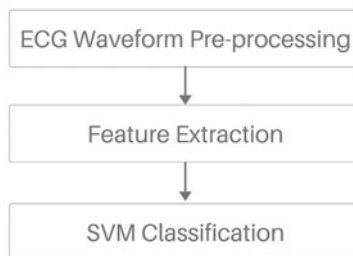 ECG Waveform Pre-processing
Feature Extraction
SVM Classification